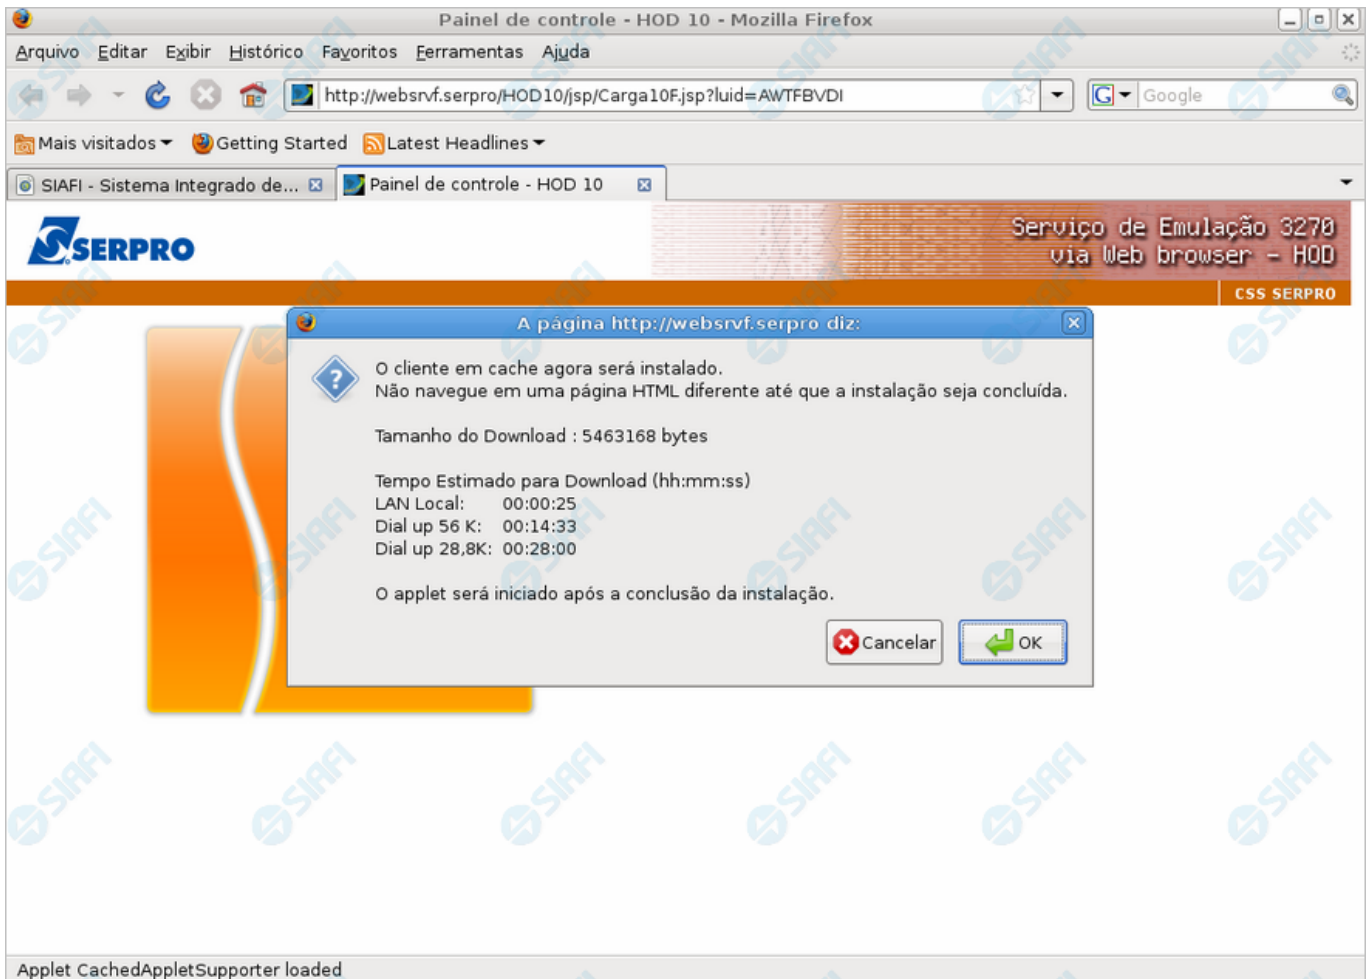 Painel de controle - HOD 10 - Mozilla Firefox
Arquivo Editar Exibir Histórico Favoritos Ferramentas Ajuda
http://websrvf.serpro/HOD10/jsp/Carga10F.jsp?luid=AWTFBVDI
G Google
Mais visitados Getting Started Latest Headlines
SIAFI - Sistema Integrado de... Painel de controle - HOD 10
SERPRO
Serviço de Emulação 3270
via Web browser - HOD
CSS SERPRO
A página http://websrvf.serpro diz:
O cliente em cache agora será instalado.
Não navegue em uma página HTML diferente até que a instalação seja concluída.
Tamanho do Download : 5463168 bytes
Tempo Estimado para Download (hh:mm:ss)
LAN Local: 00:00:25
Dial up 56 K: 00:14:33
Dial up 28,8K: 00:28:00
O applet será iniciado após a conclusão da instalação.
Cancelar OK
SIAFI SIAFI SIAFI SIAFI SIAFI SIAFI
Applet CachedAppletSupporter loaded